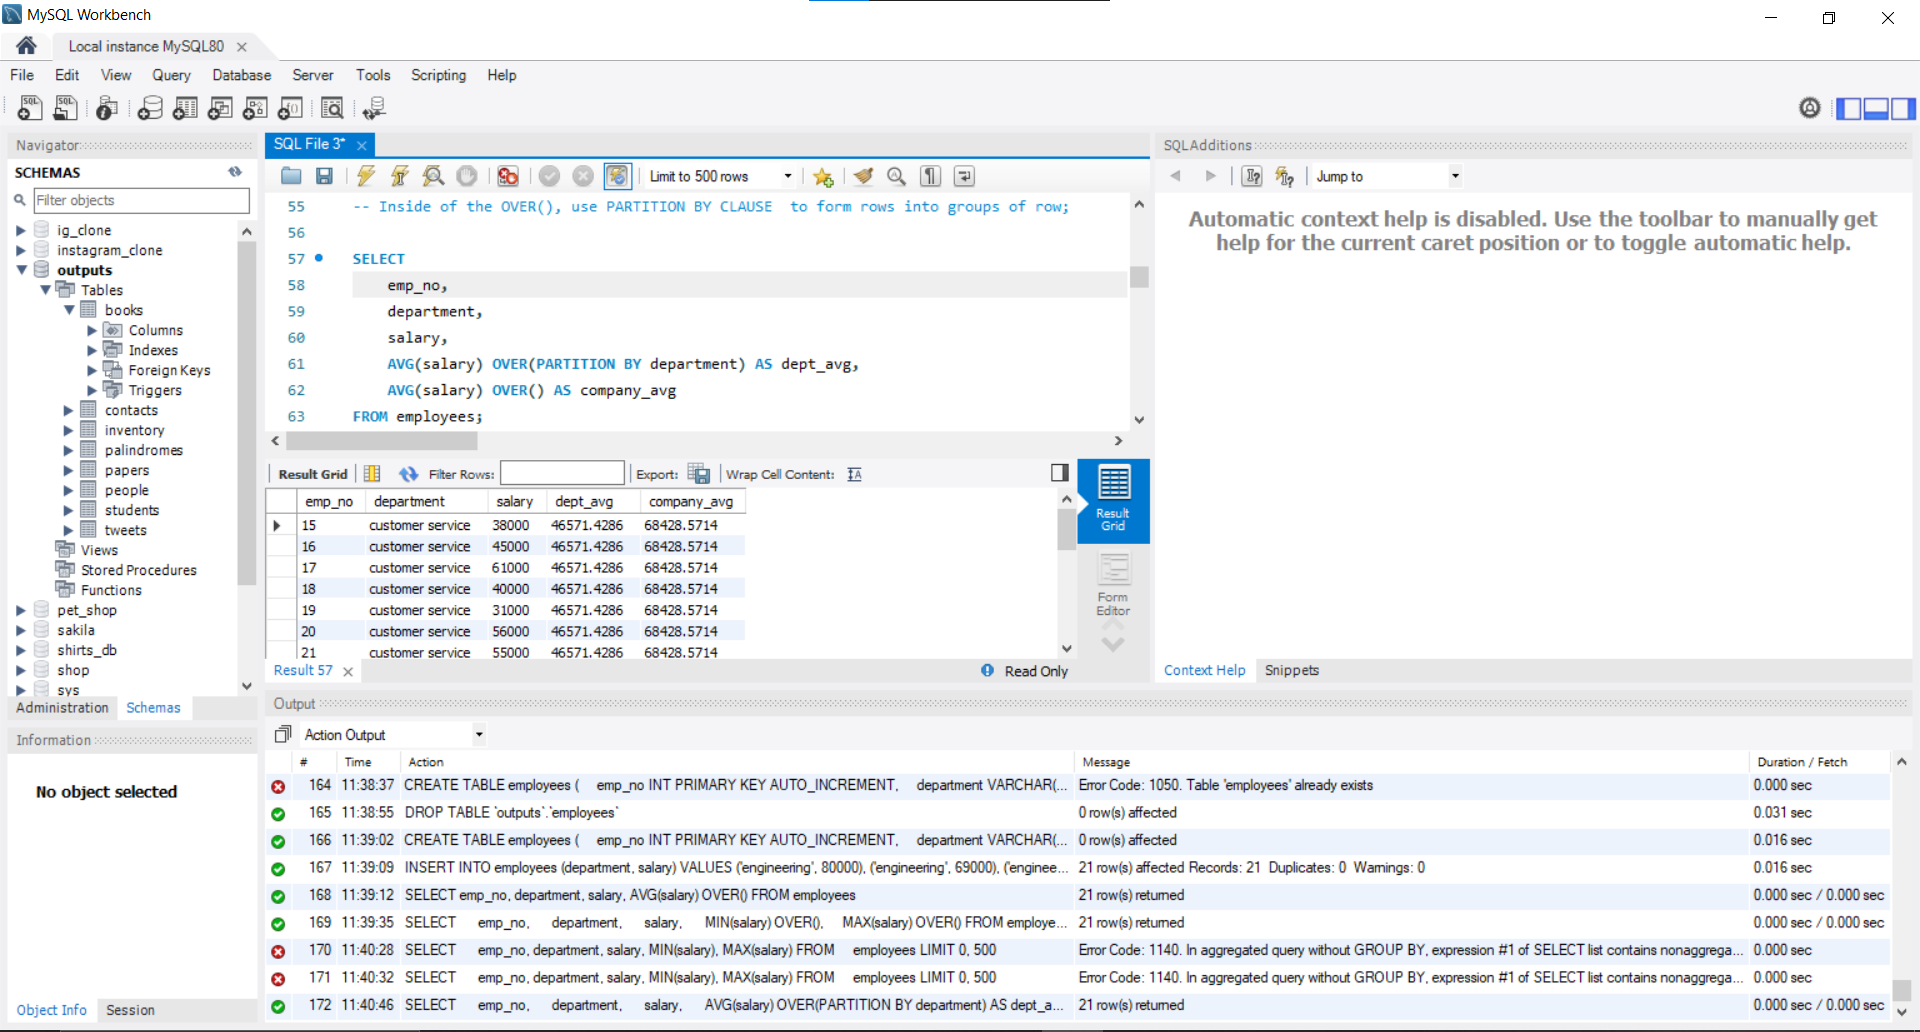 MySQL Workbench
Local instance MySQL80
File Edit View Query Database Server Tools Scripting Help
Navigator
SCHEMAS
Filter objects
ig_clone
instagram_clone
outputs
Tables
books
Columns
Indexes
Foreign Keys
Triggers
contacts
inventory
palindromes
papers
people
students
tweets
Views
Stored Procedures
Functions
pet_shop
sakila
shirts_db
shop
sys
Administration Schemas
Information
No object selected
Object Info Session
SQL File 3*
Limit to 500 rows
55 -- Inside of the OVER(), use PARTITION BY CLAUSE  to form rows into groups of row;
56
57 SELECT
58 emp_no,
59 department,
60 salary,
61 AVG(salary) OVER(PARTITION BY department) AS dept_avg,
62 AVG(salary) OVER() AS company_avg
63 FROM employees;
Result Grid Filter Rows: Export: Wrap Cell Content:
emp_no department salary dept_avg company_avg
15 customer service 38000 46571.4286 68428.5714
16 customer service 45000 46571.4286 68428.5714
17 customer service 61000 46571.4286 68428.5714
18 customer service 40000 46571.4286 68428.5714
19 customer service 31000 46571.4286 68428.5714
20 customer service 56000 46571.4286 68428.5714
21 customer service 55000 46571.4286 68428.5714
Result Grid
Form Editor
Result 57 Read Only
SQLAdditions
Jump to
Automatic context help is disabled. Use the toolbar to manually get
help for the current caret position or to toggle automatic help.
Context Help Snippets
Output
Action Output
# Time Action Message Duration / Fetch
164 11:38:37 CREATE TABLE employees ( emp_no INT PRIMARY KEY AUTO_INCREMENT, department VARCHAR(... Error Code: 1050. Table 'employees' already exists 0.000 sec
165 11:38:55 DROP TABLE `outputs`.`employees` 0 row(s) affected 0.031 sec
166 11:39:02 CREATE TABLE employees ( emp_no INT PRIMARY KEY AUTO_INCREMENT, department VARCHAR(... 0 row(s) affected 0.016 sec
167 11:39:09 INSERT INTO employees (department, salary) VALUES ('engineering', 80000), ('engineering', 69000), ('enginee... 21 row(s) affected Records: 21 Duplicates: 0 Warnings: 0 0.016 sec
168 11:39:12 SELECT emp_no, department, salary, AVG(salary) OVER() FROM employees 21 row(s) returned 0.000 sec / 0.000 sec
169 11:39:35 SELECT emp_no, department, salary, MIN(salary) OVER(), MAX(salary) OVER() FROM employe... 21 row(s) returned 0.000 sec / 0.000 sec
170 11:40:28 SELECT emp_no, department, salary, MIN(salary), MAX(salary) FROM employees LIMIT 0, 500 Error Code: 1140. In aggregated query without GROUP BY, expression #1 of SELECT list contains nonaggrega... 0.000 sec
171 11:40:32 SELECT emp_no, department, salary, MIN(salary), MAX(salary) FROM employees LIMIT 0, 500 Error Code: 1140. In aggregated query without GROUP BY, expression #1 of SELECT list contains nonaggrega... 0.000 sec
172 11:40:46 SELECT emp_no, department, salary, AVG(salary) OVER(PARTITION BY department) AS dept_a... 21 row(s) returned 0.000 sec / 0.000 sec